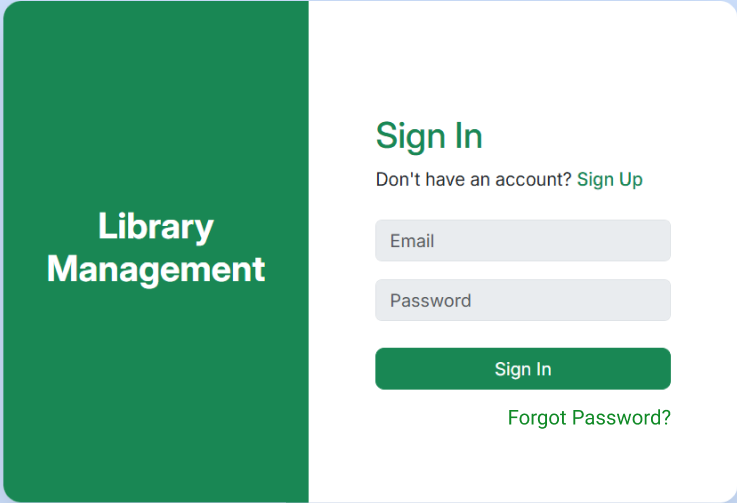 Library
Management
Sign In
Don't have an account? Sign Up
Email
Password
Sign In
Forgot Password?